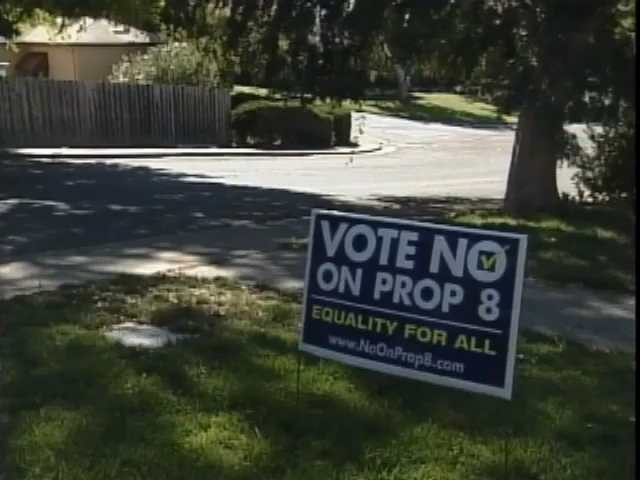 VOTE NO
ON PROP 8
EQUALITY FOR ALL
www.NoOnProp8.com